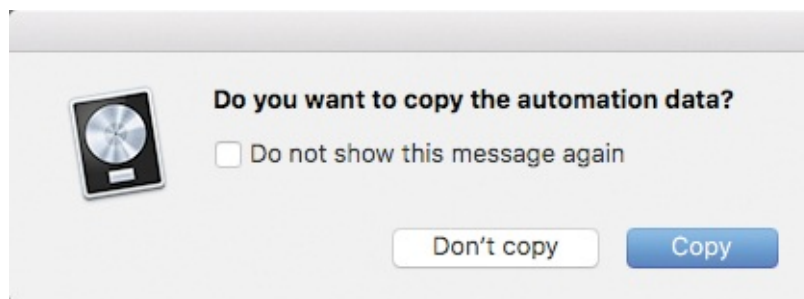 Do you want to copy the automation data?
Do not show this message again
Don't copy
Copy